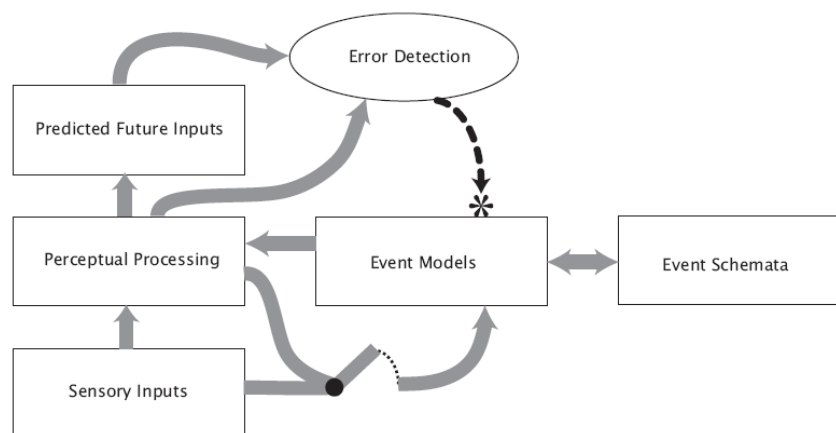 Error Detection
Predicted Future Inputs
Perceptual Processing
Event Models
Event Schemata
Sensory Inputs